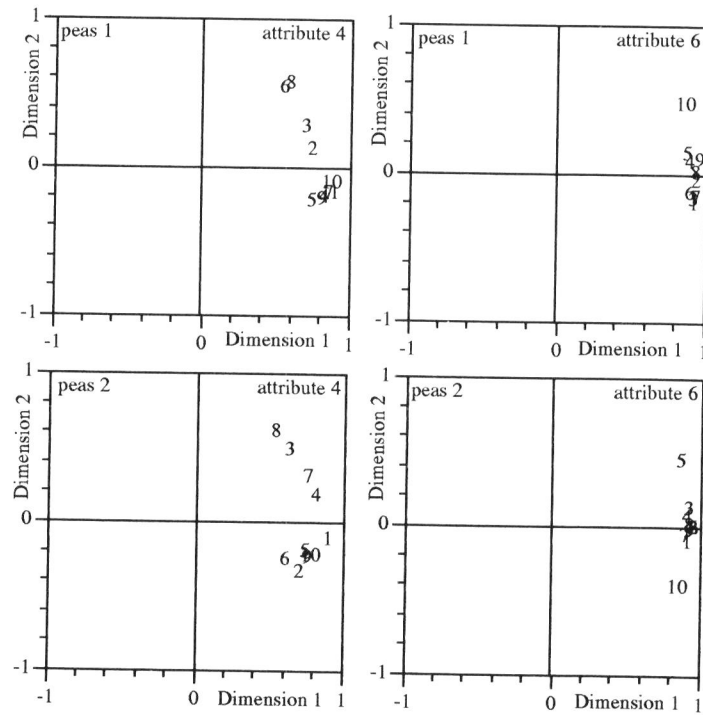 1
peas 1 attribute 4
Dimension 2
6 8
3
2
0
10
5 9 7 1
-1
-1 0 Dimension 1 1
1
peas 1 attribute 6
Dimension 2
10
5
4 9
0
2
6 7
1
-1
-1 0 Dimension 1 1
1
peas 2 attribute 4
Dimension 2
8
3
7
4
0
1
6 10
2
-1
-1 0 Dimension 1 1
1
peas 2 attribute 6
Dimension 2
5
3
0
1
10
-1
-1 0 Dimension 1 1